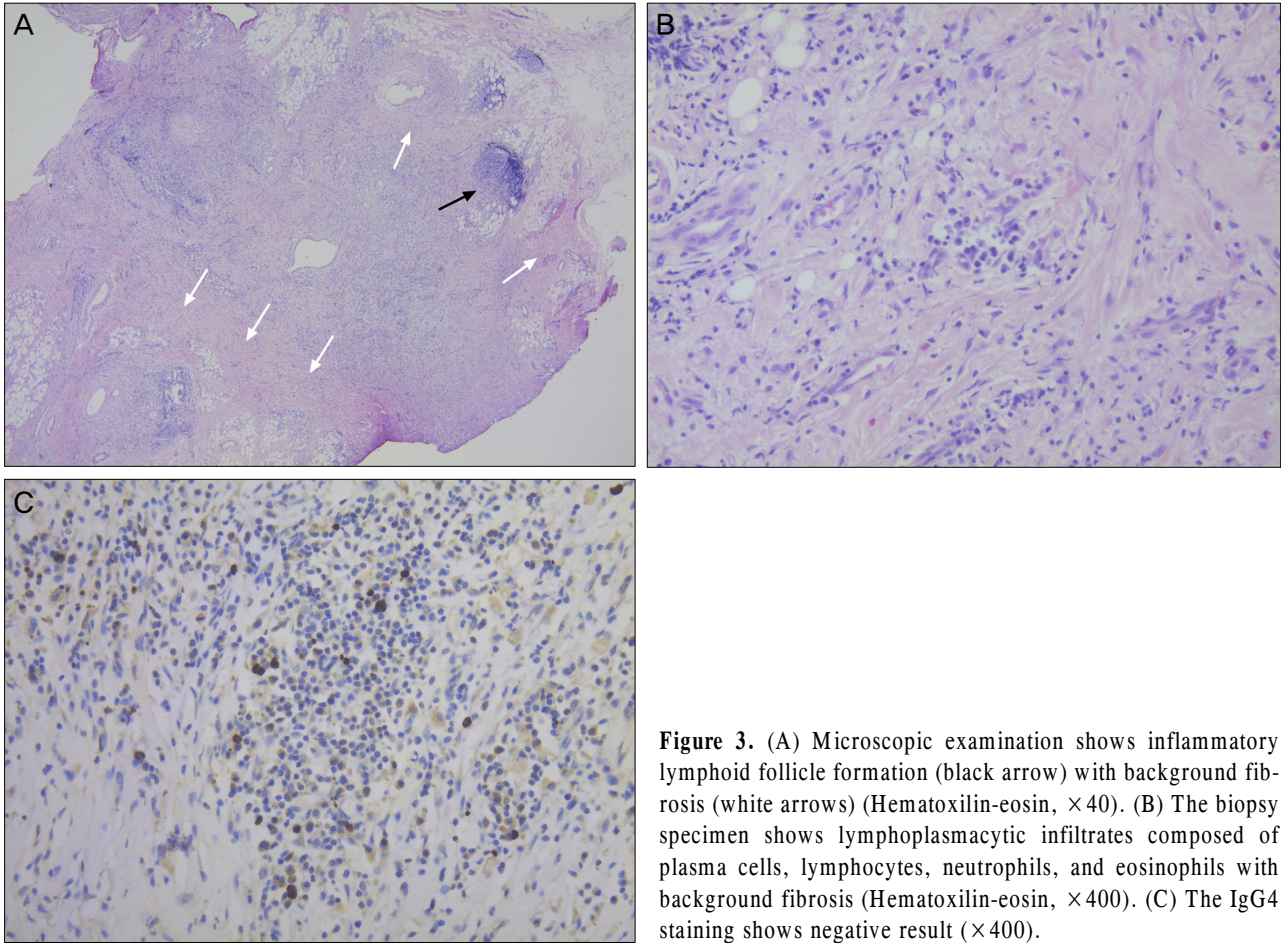 A
B
C
Figure 3. (A) Microscopic examination shows inflammatory
lymphoid follicle formation (black arrow) with background fib-
rosis (white arrows) (Hematoxilin-eosin, ×40). (B) The biopsy
specimen shows lymphoplasmacytic infiltrates composed of
plasma cells, lymphocytes, neutrophils, and eosinophils with
background fibrosis (Hematoxilin-eosin, ×400). (C) The IgG4
staining shows negative result (×400).